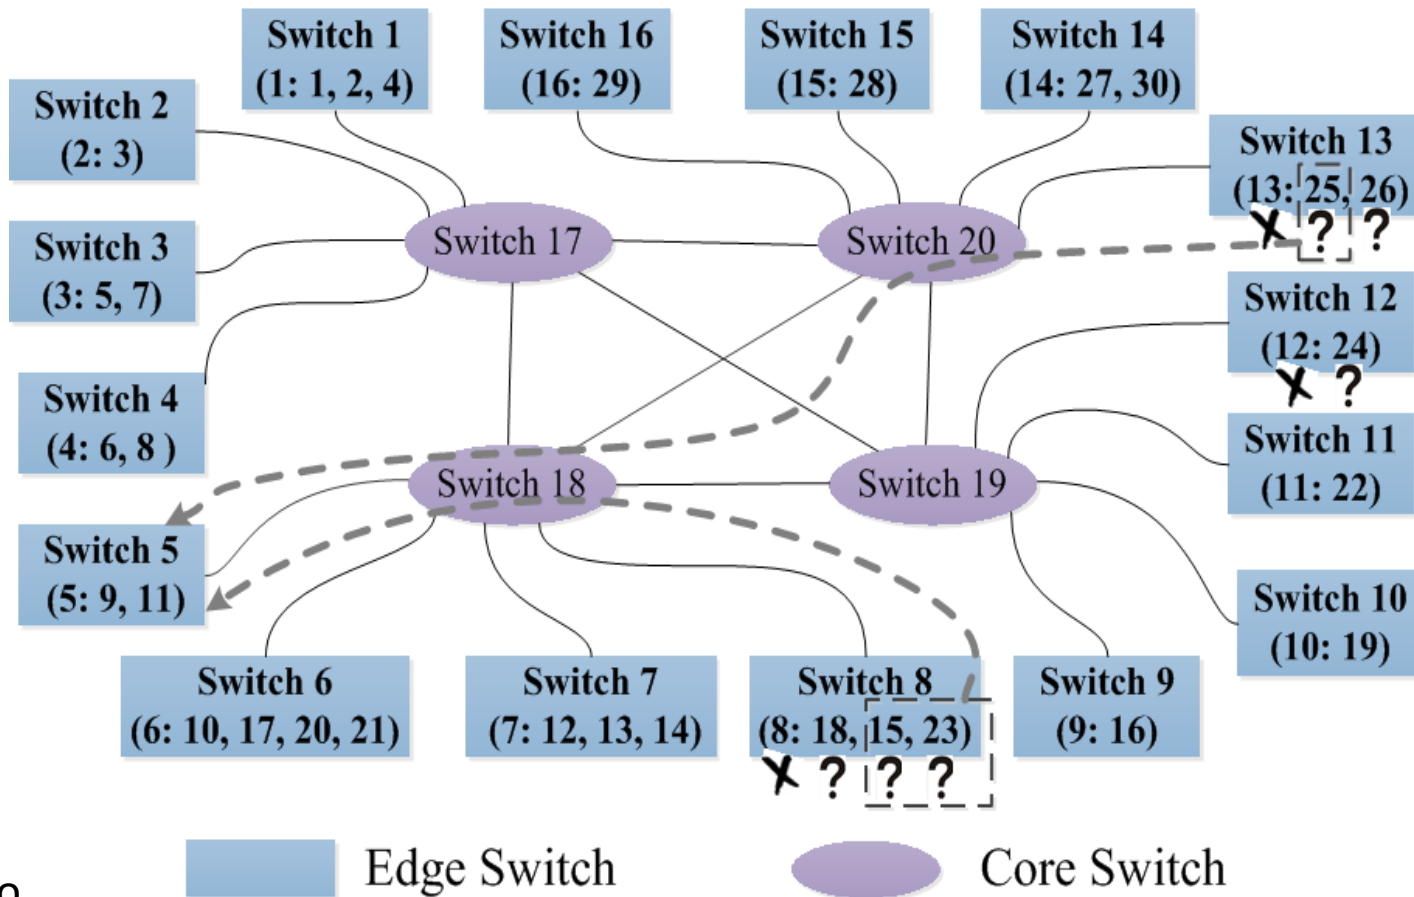 Switch 1
(1: 1, 2, 4)
Switch 16
(16: 29)
Switch 15
(15: 28)
Switch 14
(14: 27, 30)
Switch 2
(2: 3)
Switch 13
(13: 25, 26)
X ? ?
Switch 3
(3: 5, 7)
Switch 17
Switch 20
Switch 12
(12: 24)
X ?
Switch 4
(4: 6, 8 )
Switch 11
(11: 22)
Switch 18
Switch 19
Switch 5
(5: 9, 11)
Switch 10
(10: 19)
Switch 6
(6: 10, 17, 20, 21)
Switch 7
(7: 12, 13, 14)
Switch 8
(8: 18, 15, 23)
X ? ? ?
Switch 9
(9: 16)
Edge Switch
Core Switch